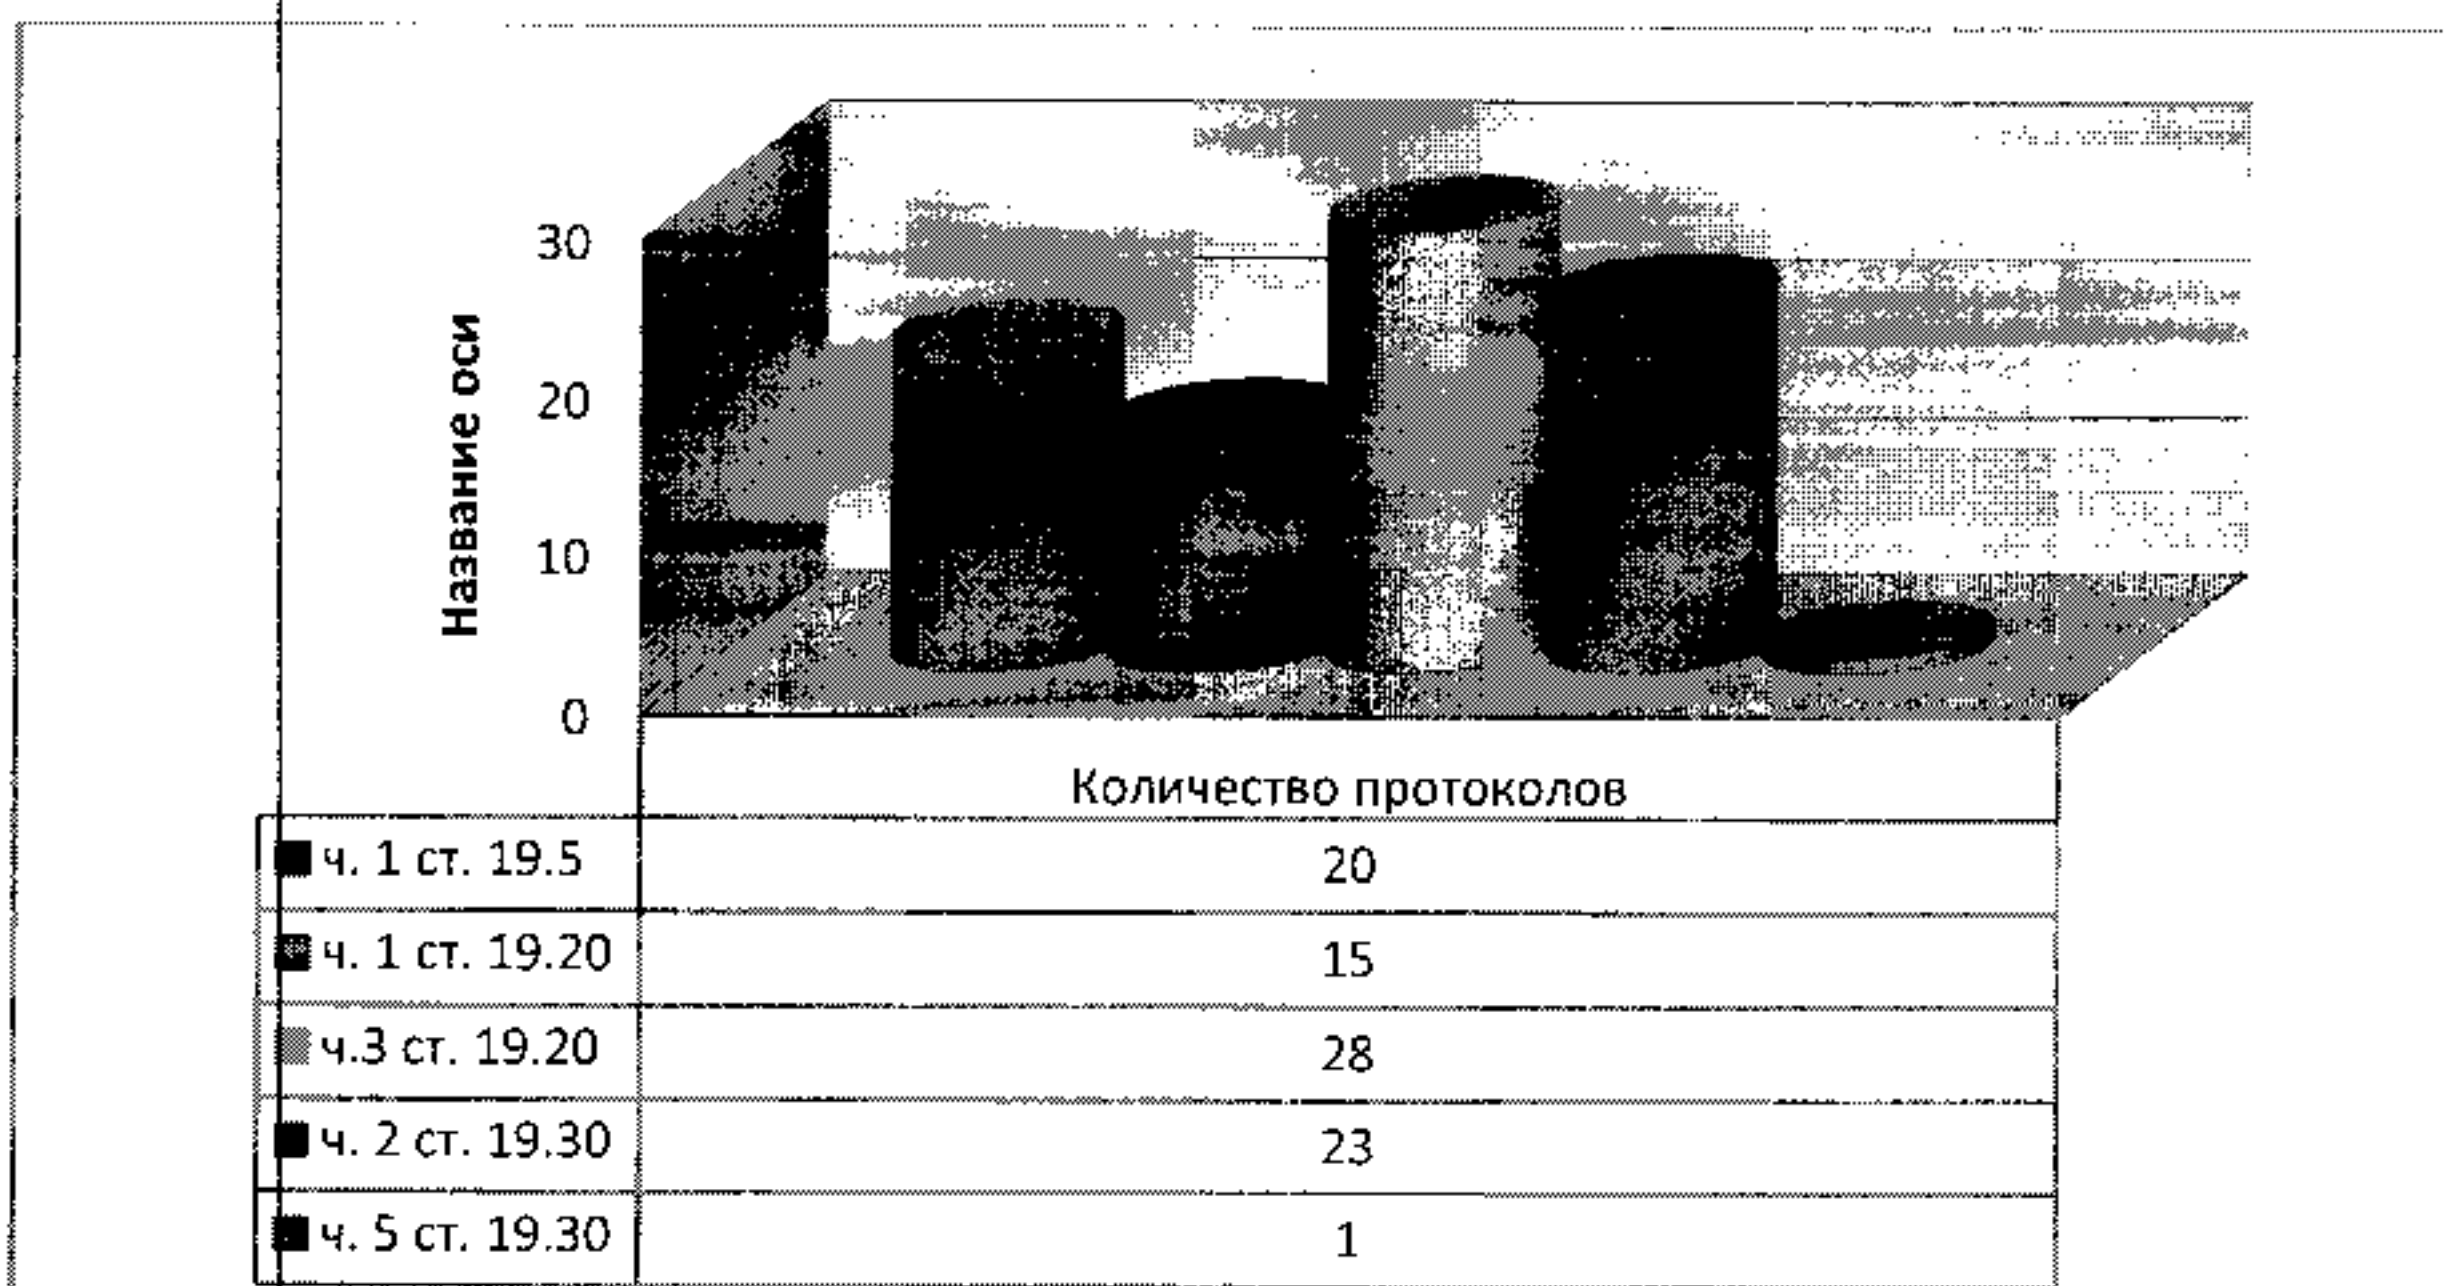 Название оси
30
20
10
0
Количество протоколов
ч. 1 ст. 19.5 20
ч. 1 ст. 19.20 15
ч.3 ст. 19.20 28
ч. 2 ст. 19.30 23
ч. 5 ст. 19.30 1